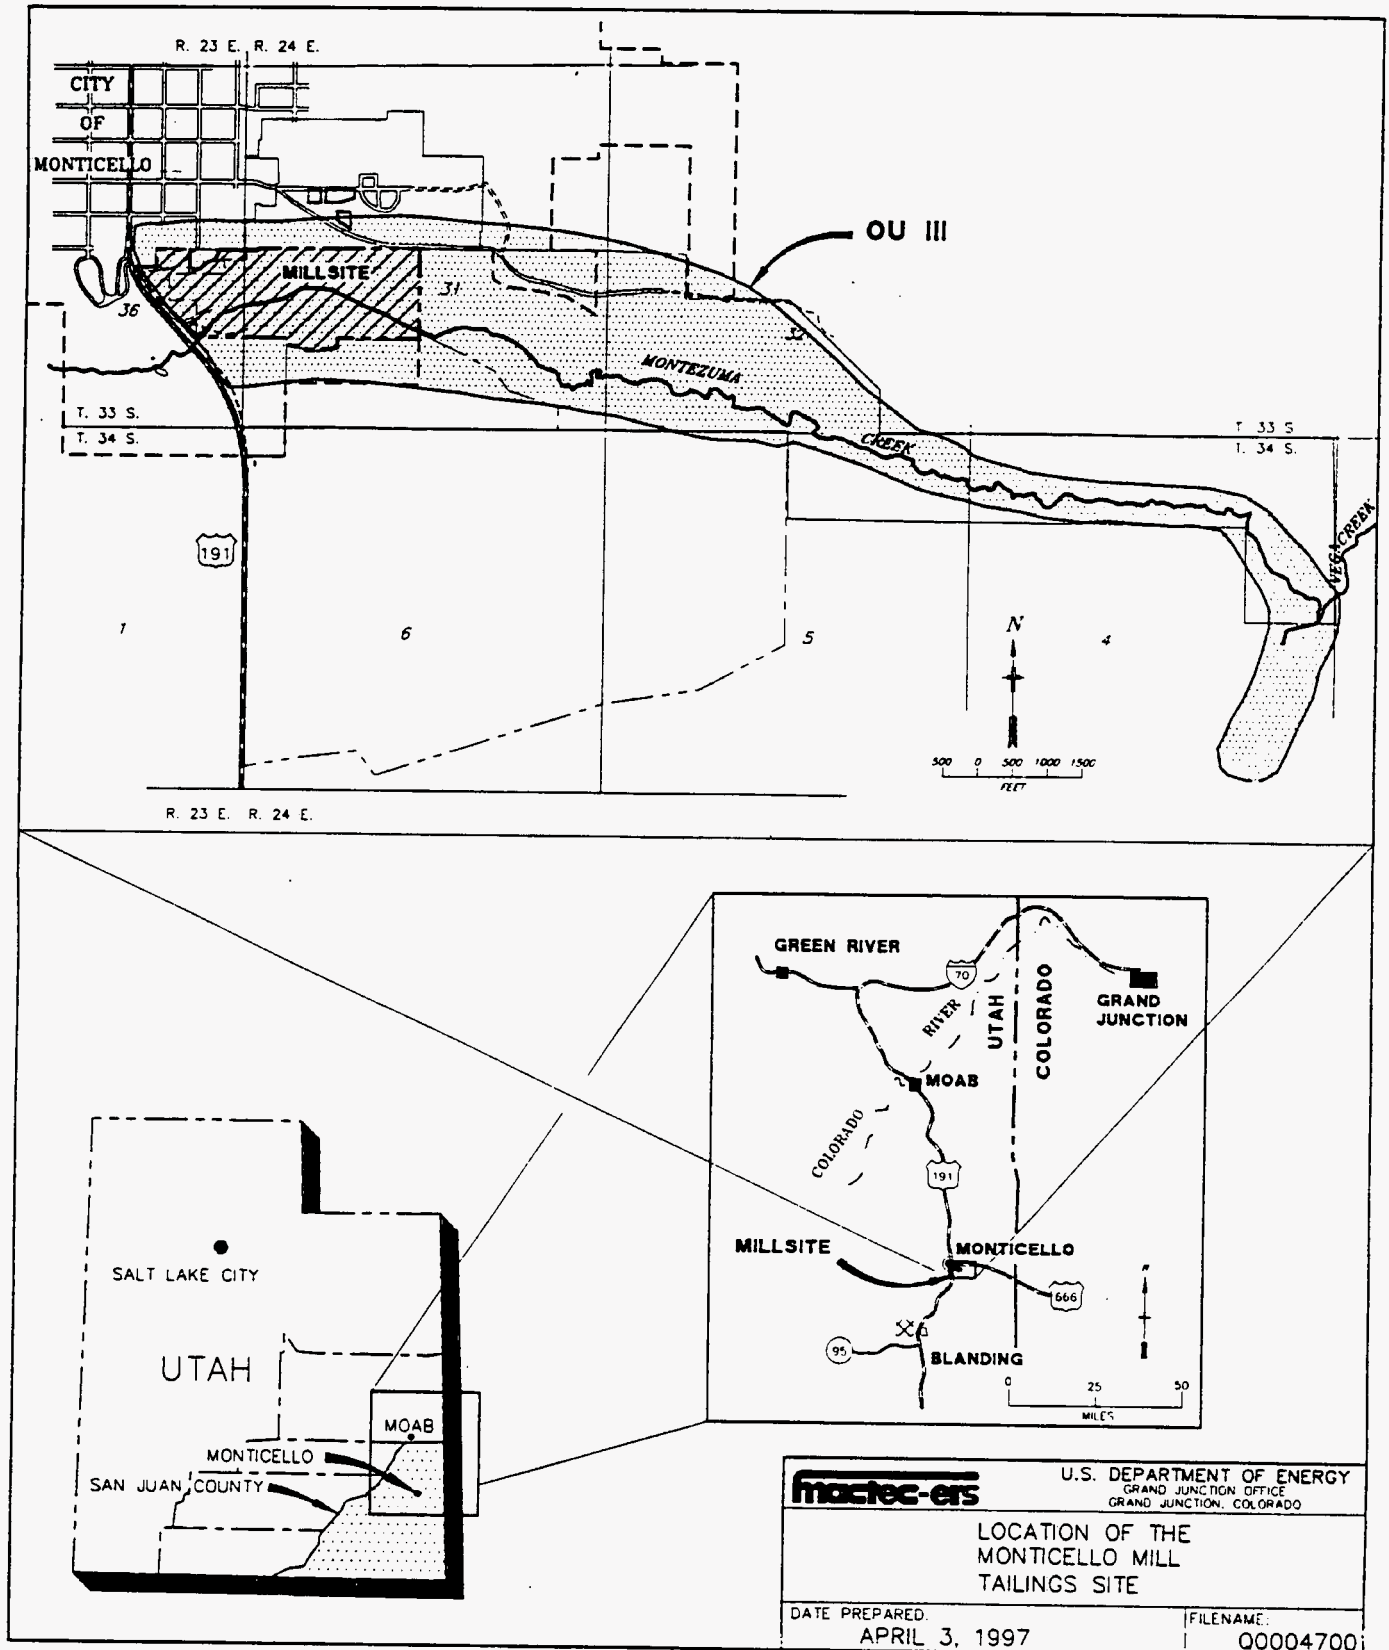 R. 23 E. R. 24 E.
CITY
OF
MONTICELLO
OU III
MILLSITE
31
36
32
MONTEZUMA
CREEK
T. 33 S.
T. 34 S.
T 33 S
T. 34 S.
VEGA CREEK
191
1
6
5
4
N
500 0 500 1000 1500
FEET
R. 23 E. R. 24 E.
GREEN RIVER
70
RIVER
UTAH
COLORADO
GRAND
JUNCTION
MOAB
COLORADO
191
MILLSITE
MONTICELLO
666
N
95
BLANDING
0 25 50
MILES
SALT LAKE CITY
UTAH
MOAB
MONTICELLO
SAN JUAN COUNTY
mactec-ers
U.S. DEPARTMENT OF ENERGY
GRAND JUNCTION OFFICE
GRAND JUNCTION, COLORADO
LOCATION OF THE
MONTICELLO MILL
TAILINGS SITE
DATE PREPARED:
APRIL 3, 1997
FILENAME:
Q0004700